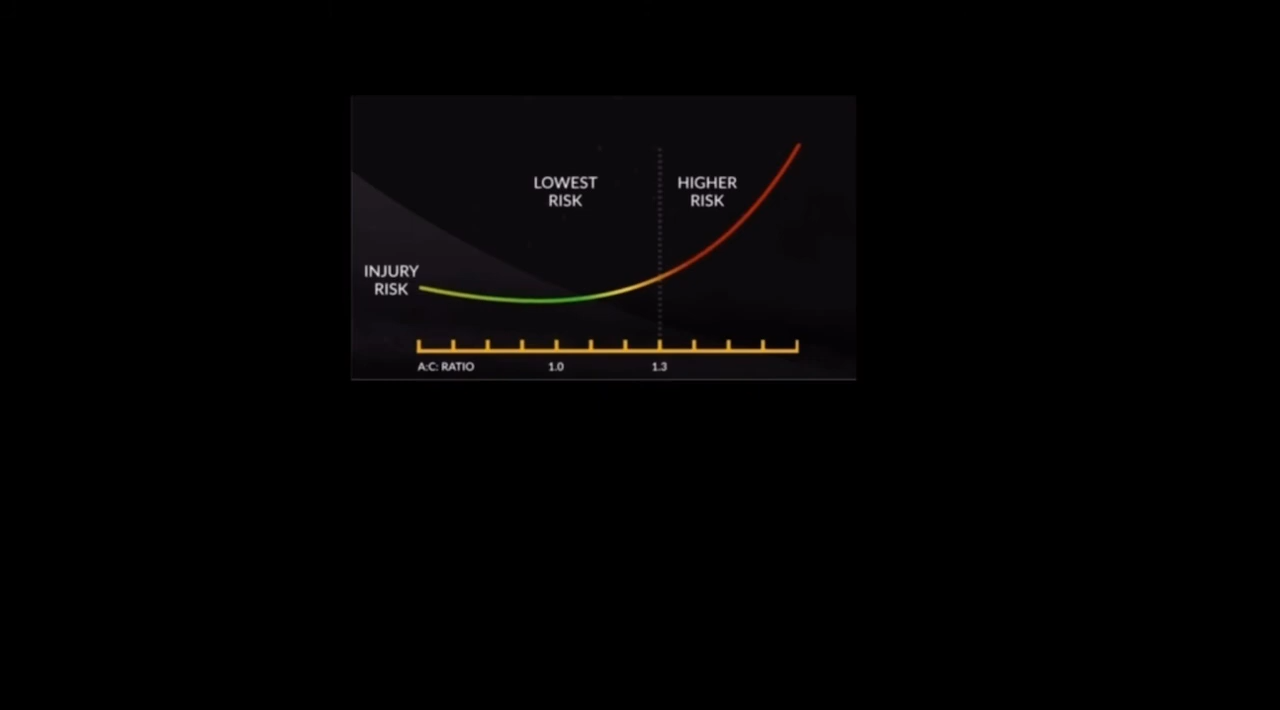 LOWEST
RISK
HIGHER
RISK
INJURY
RISK
A:C: RATIO
1.0
1.3